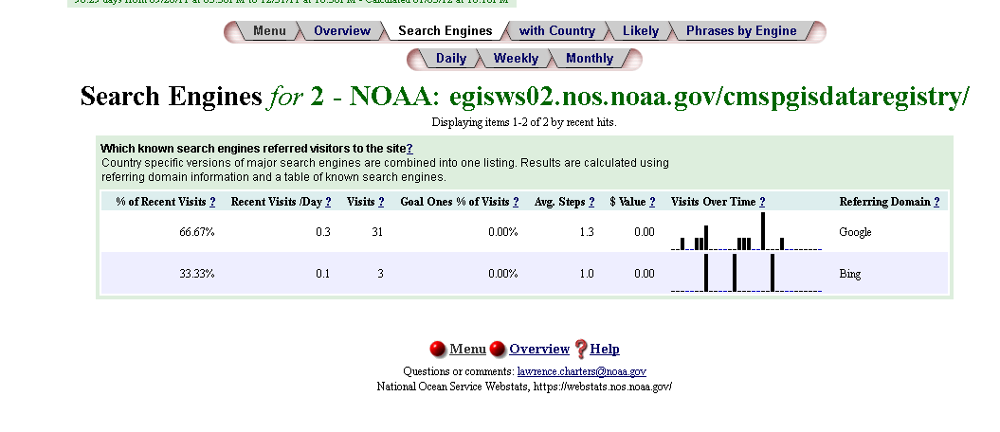 days from
to
- Calculated
Menu Overview Search Engines with Country Likely Phrases by Engine
Daily Weekly Monthly
Search Engines for 2 - NOAA: egisws02.nos.noaa.gov/cmspgisdataregistry/
Displaying items 1-2 of 2 by recent hits.
Which known search engines referred visitors to the site?
Country specific versions of major search engines are combined into one listing. Results are calculated using
referring domain information and a table of known search engines.
% of Recent Visits ? Recent Visits /Day ? Visits ? Goal Ones % of Visits ? Avg. Steps ? $ Value ? Visits Over Time ? Referring Domain ?
66.67% 0.3 31 0.00% 1.3 0.00 Google
33.33% 0.1 3 0.00% 1.0 0.00 Bing
Menu Overview ? Help
Questions or comments: lawrence.charters@noaa.gov
National Ocean Service Webstats, https://webstats.nos.noaa.gov/